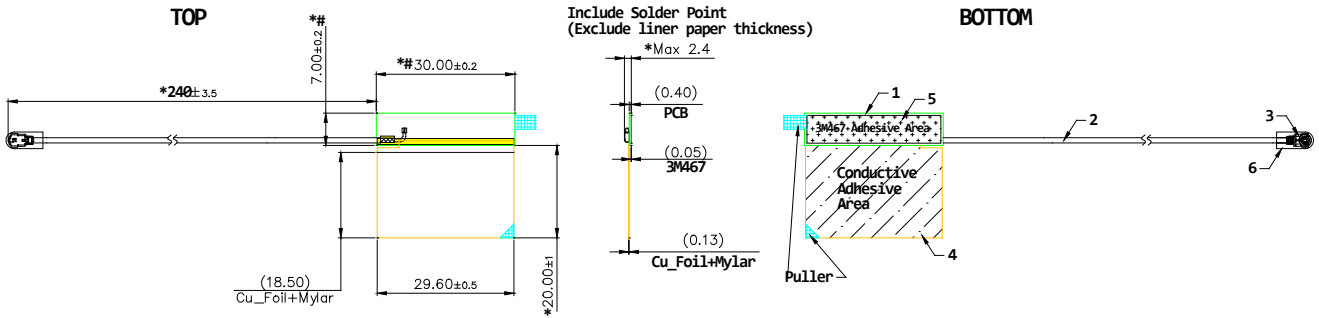 TOP
Include Solder Point
(Exclude liner paper thickness)
BOTTOM
*#
7.00±0.2
*#30.00±0.2
*240±3.5
*Max 2.4
(0.40)
PCB
(0.05)
3M467
(0.13)
Cu_Foil+Mylar
(18.50)
Cu_Foil+Mylar
29.60±0.5
*20.00±1
1
5
2
3
6
4
3M467 Adhesive Area
Conductive
Adhesive
Area
Puller